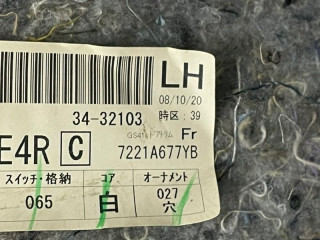 LH
08/10/20
34-32103 時区:39
GS41ドアトリム Fr
E4R C 7221A677YB
スイッチ・格納 コア オーナメント
065 白 027
穴